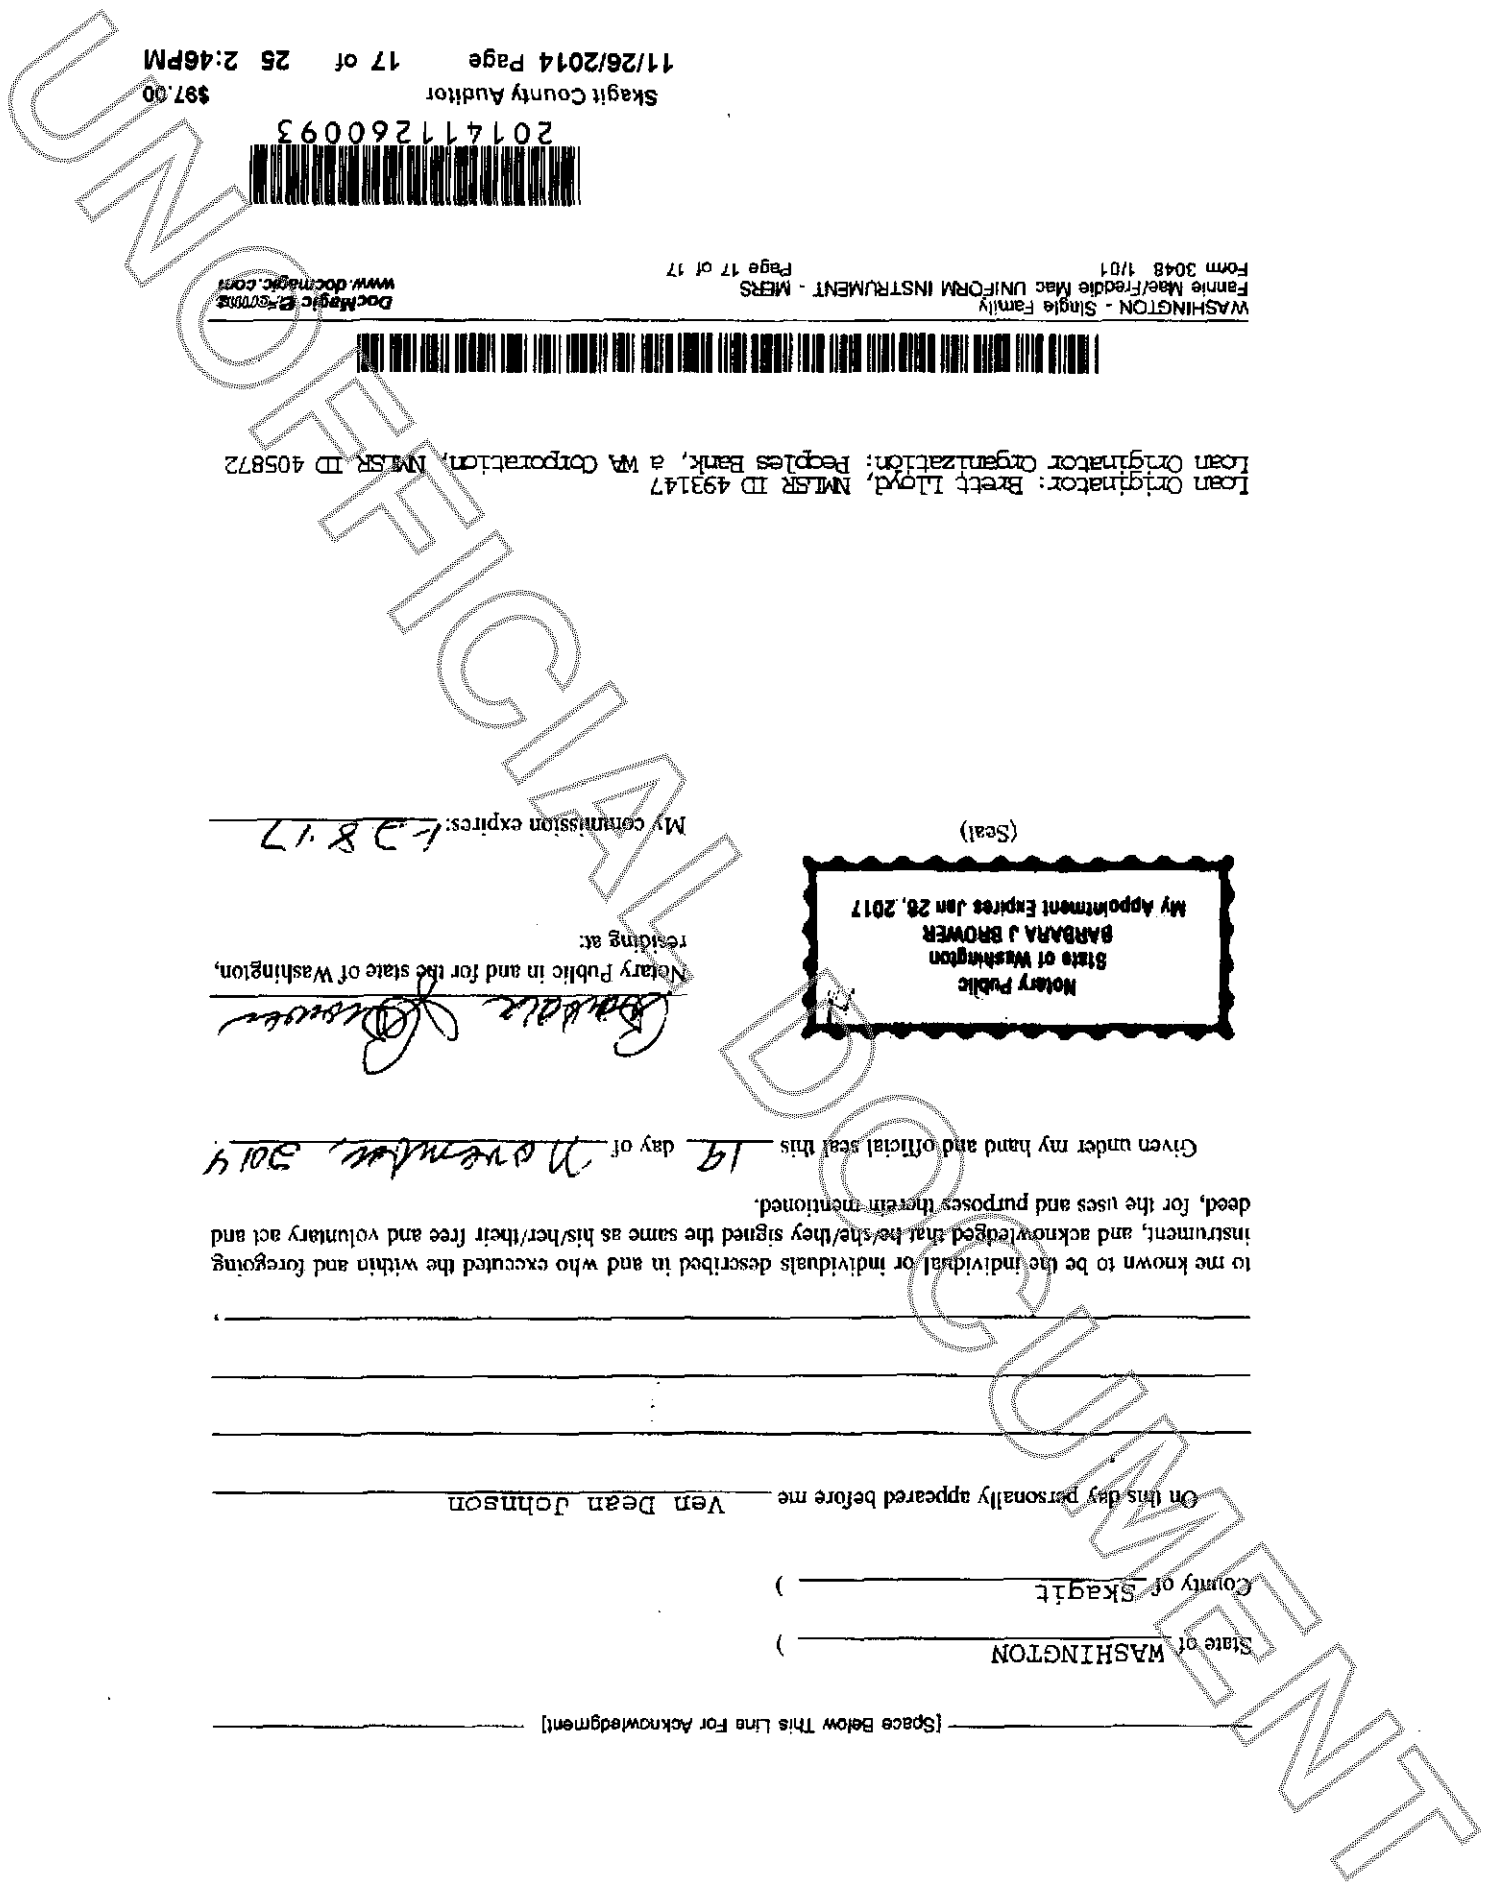 [Space Below This Line For Acknowledgment]
State of WASHINGTON )
County of Skagit )
On this day personally appeared before me Ven Dean Johnson
,
to me known to be the individual or individuals described in and who executed the within and foregoing
instrument, and acknowledged that he/she/they signed the same as his/her/their free and voluntary act and
deed, for the uses and purposes therein mentioned.
Given under my hand and official seal this 19 day of November, 2014.
Notary Public
State of Washington
BARBARA J BROWER
My Appointment Expires Jan 28, 2017
(Seal)
Barbara J Brower
Notary Public in and for the state of Washington,
residing at:
My commission expires: 1-28-17
Loan Originator: Brett Lloyd, NMLSR ID 493147
Loan Originator Organization: Peoples Bank, a WA Corporation, NMLSR ID 405872
WASHINGTON - Single Family
Fannie Mae/Freddie Mac UNIFORM INSTRUMENT - MERS
Form 3048 1/01
Page 17 of 17
DocMagic
www.docmagic.com
201411260093
Skagit County Auditor $97.00
11/26/2014 Page 17 of 25 2:46PM
UNOFFICIAL DOCUMENT